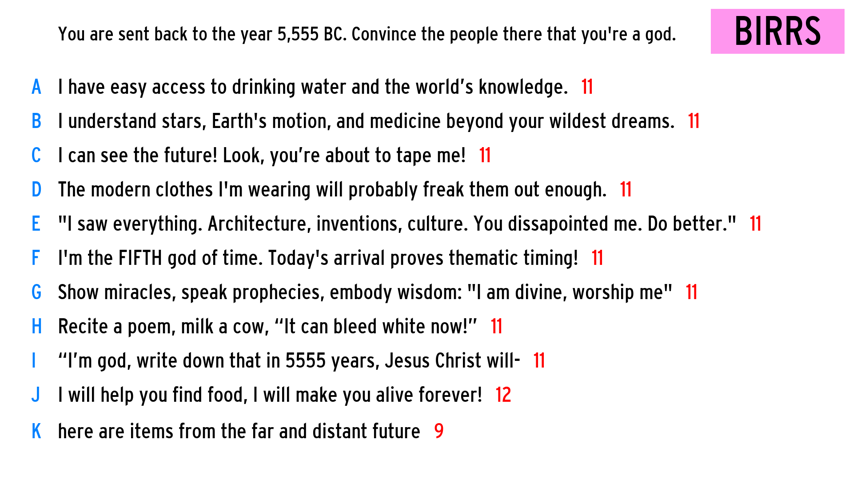 You are sent back to the year 5,555 BC. Convince the people there that you're a god.
BIRRS
A I have easy access to drinking water and the world’s knowledge. 11
B I understand stars, Earth's motion, and medicine beyond your wildest dreams. 11
C I can see the future! Look, you’re about to tape me! 11
D The modern clothes I'm wearing will probably freak them out enough. 11
E "I saw everything. Architecture, inventions, culture. You dissapointed me. Do better." 11
F I'm the FIFTH god of time. Today's arrival proves thematic timing! 11
G Show miracles, speak prophecies, embody wisdom: "I am divine, worship me" 11
H Recite a poem, milk a cow, “It can bleed white now!” 11
I “I’m god, write down that in 5555 years, Jesus Christ will- 11
J I will help you find food, I will make you alive forever! 12
K here are items from the far and distant future 9